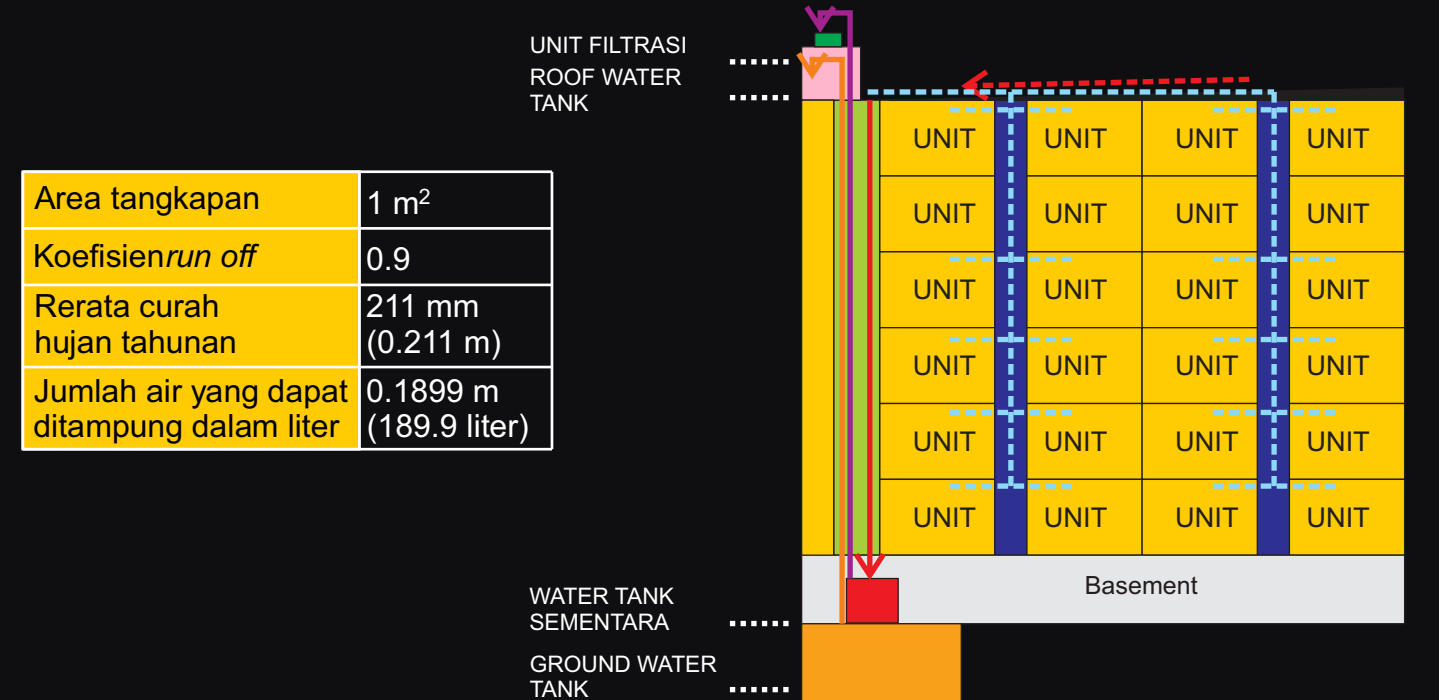 UNIT FILTRASI
ROOF WATER
TANK
Area tangkapan 1 m²
Koefisienrun off 0.9
Rerata curah
hujan tahunan
211 mm
(0.211 m)
Jumlah air yang dapat
ditampung dalam liter
0.1899 m
(189.9 liter)
UNIT UNIT UNIT UNIT
UNIT UNIT UNIT UNIT
UNIT UNIT UNIT UNIT
UNIT UNIT UNIT UNIT
UNIT UNIT UNIT UNIT
UNIT UNIT UNIT UNIT
Basement
WATER TANK
SEMENTARA
GROUND WATER
TANK